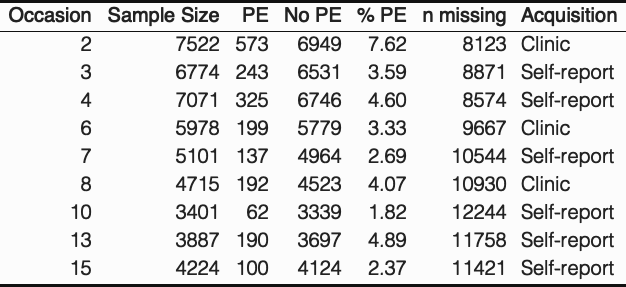 Occasion Sample Size PE No PE % PE n missing Acquisition
2 7522 573 6949 7.62 8123 Clinic
3 6774 243 6531 3.59 8871 Self-report
4 7071 325 6746 4.60 8574 Self-report
6 5978 199 5779 3.33 9667 Clinic
7 5101 137 4964 2.69 10544 Self-report
8 4715 192 4523 4.07 10930 Clinic
10 3401 62 3339 1.82 12244 Self-report
13 3887 190 3697 4.89 11758 Self-report
15 4224 100 4124 2.37 11421 Self-report